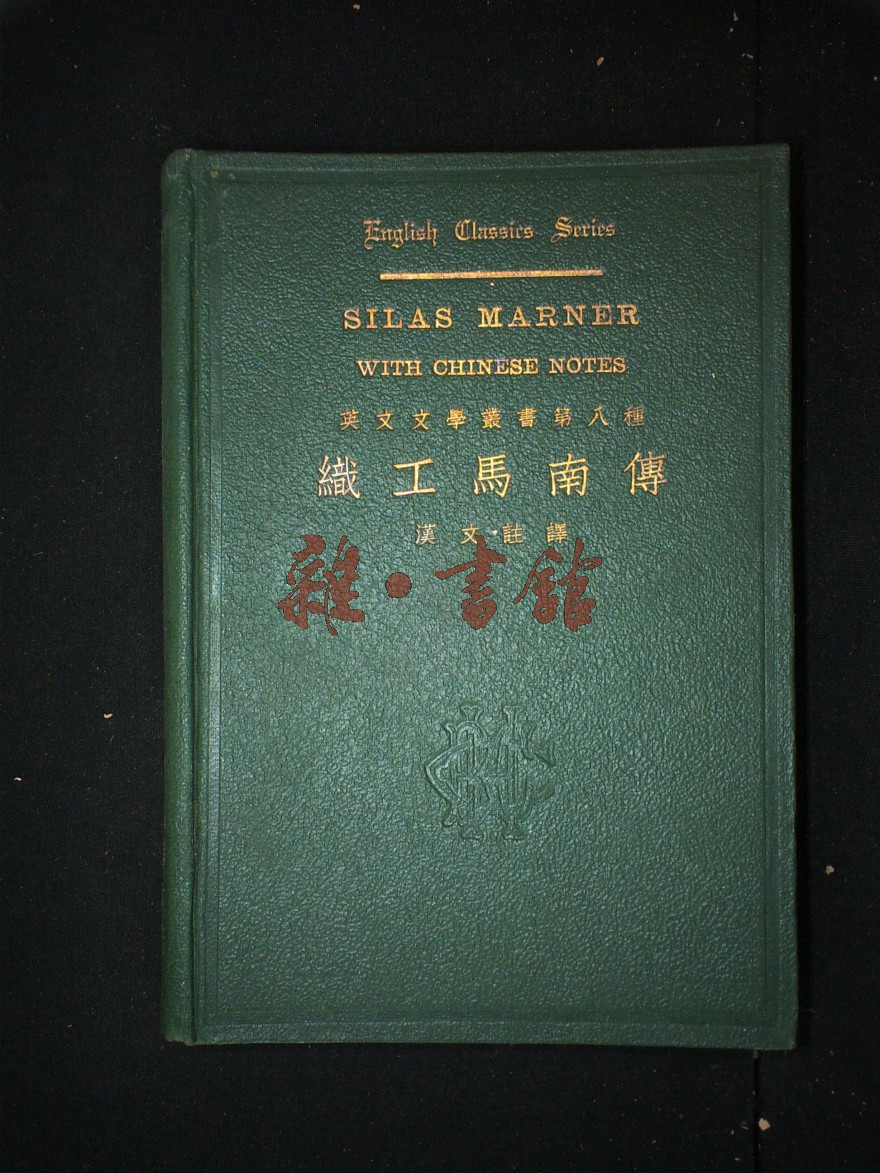 English Classics Series
SILAS MARNER
WITH CHINESE NOTES
英文文學叢書第八種
織工馬南傳
漢文註譯
雜·書館